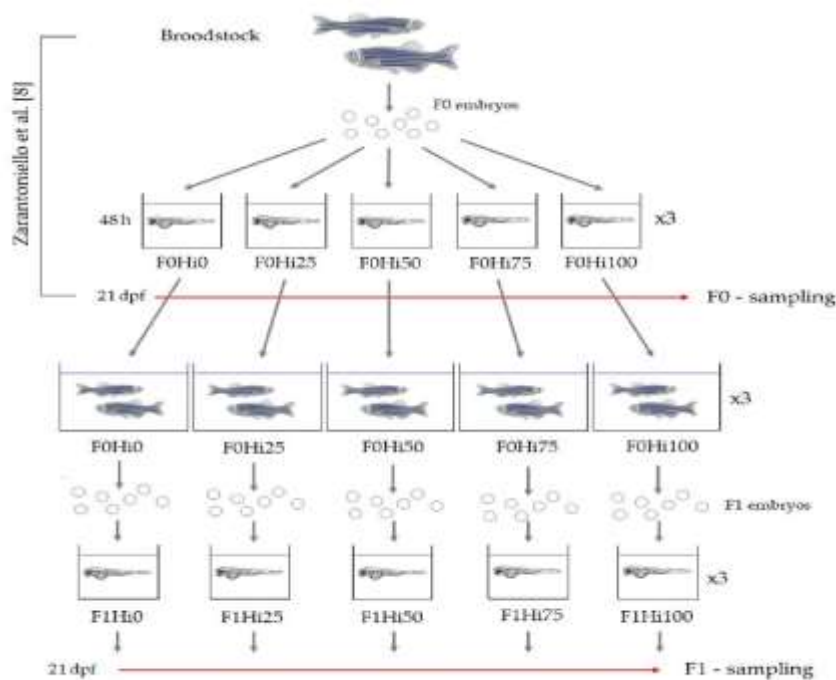 Broodstock
Zarantoniello et al. [8]
F0 embryos
48 h
x3
F0Hi0 F0Hi25 F0Hi50 F0Hi75 F0Hi100
21 dpf F0 - sampling
x3
F0Hi0 F0Hi25 F0Hi50 F0Hi75 F0Hi100
F1 embryos
x3
F1Hi0 F1Hi25 F1Hi50 F1Hi75 F1Hi100
21 dpf F1 - sampling